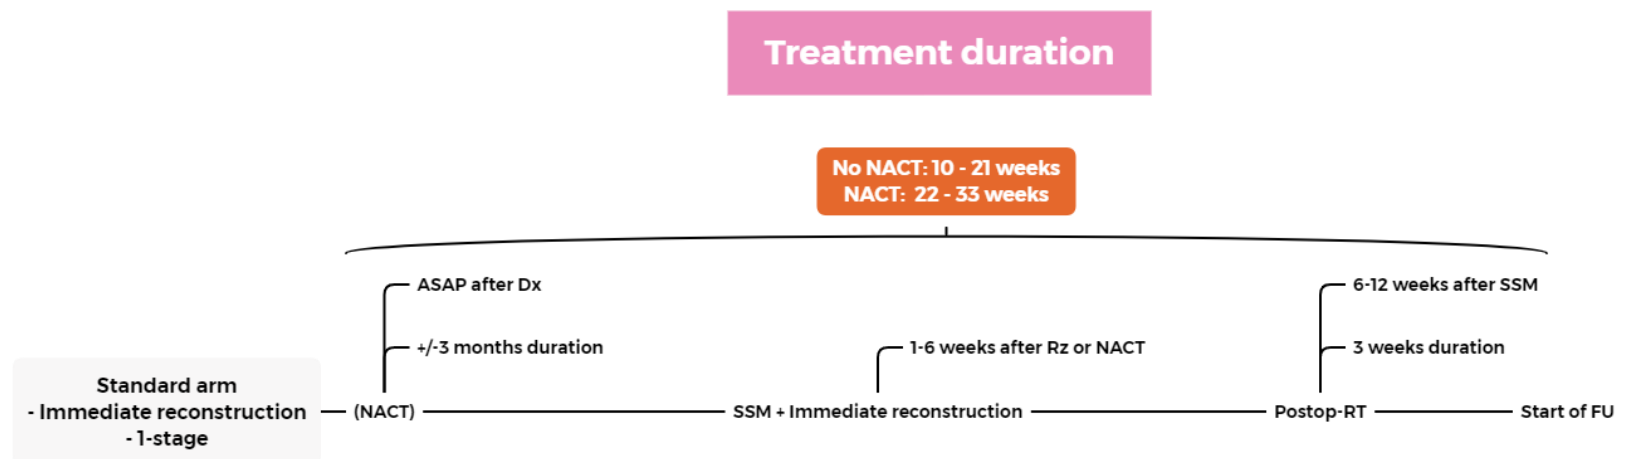 Treatment duration
No NACT: 10 - 21 weeks
NACT:  22 - 33 weeks
ASAP after Dx
6-12 weeks after SSM
+/-3 months duration
1-6 weeks after Rz or NACT
3 weeks duration
Standard arm
- Immediate reconstruction
- 1-stage
(NACT)
SSM + Immediate reconstruction
Postop-RT
Start of FU